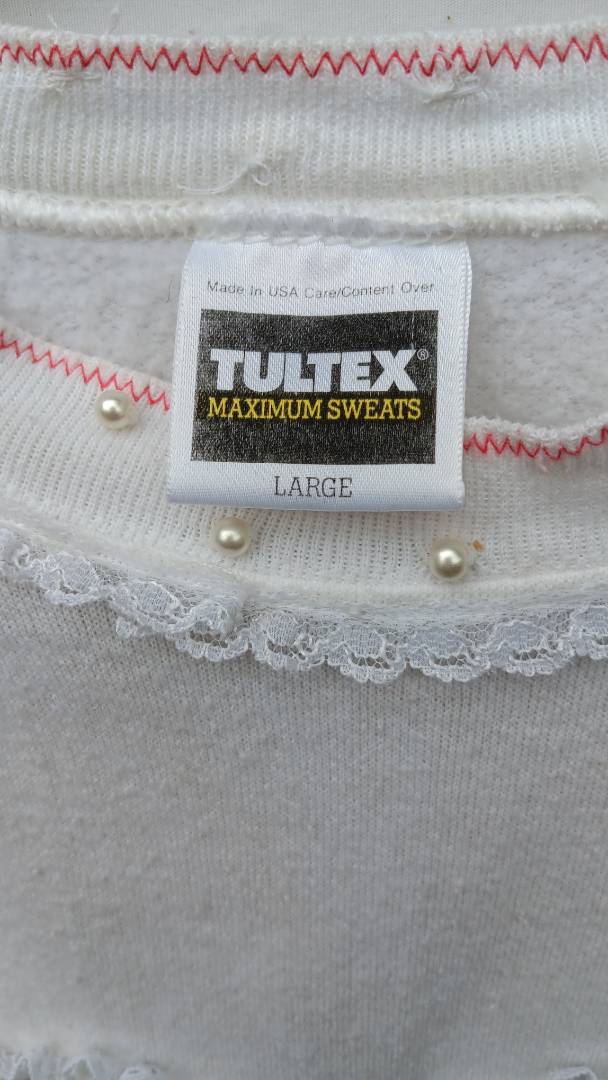 Made In USA Care/Content Over
TULTEX®
MAXIMUM SWEATS
LARGE